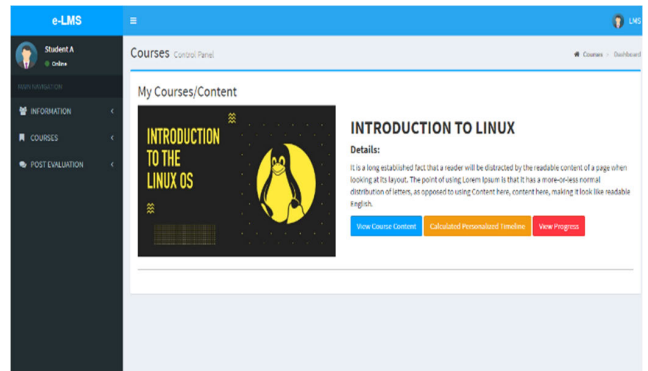 e-LMS
LMS
Student A
Online
MAIN NAVIGATION
INFORMATION
COURSES
POST EVALUATION
Courses Control Panel
Courses > Dashboard
My Courses/Content
INTRODUCTION
TO THE
LINUX OS
INTRODUCTION TO LINUX
Details:
It is a long established fact that a reader will be distracted by the readable content of a page when
looking at its layout. The point of using Lorem Ipsum is that it has a more-or-less normal
distribution of letters, as opposed to using Content here, content here, making it look like readable
English.
View Course Content
Calculated Personalized Timeline
View Progress